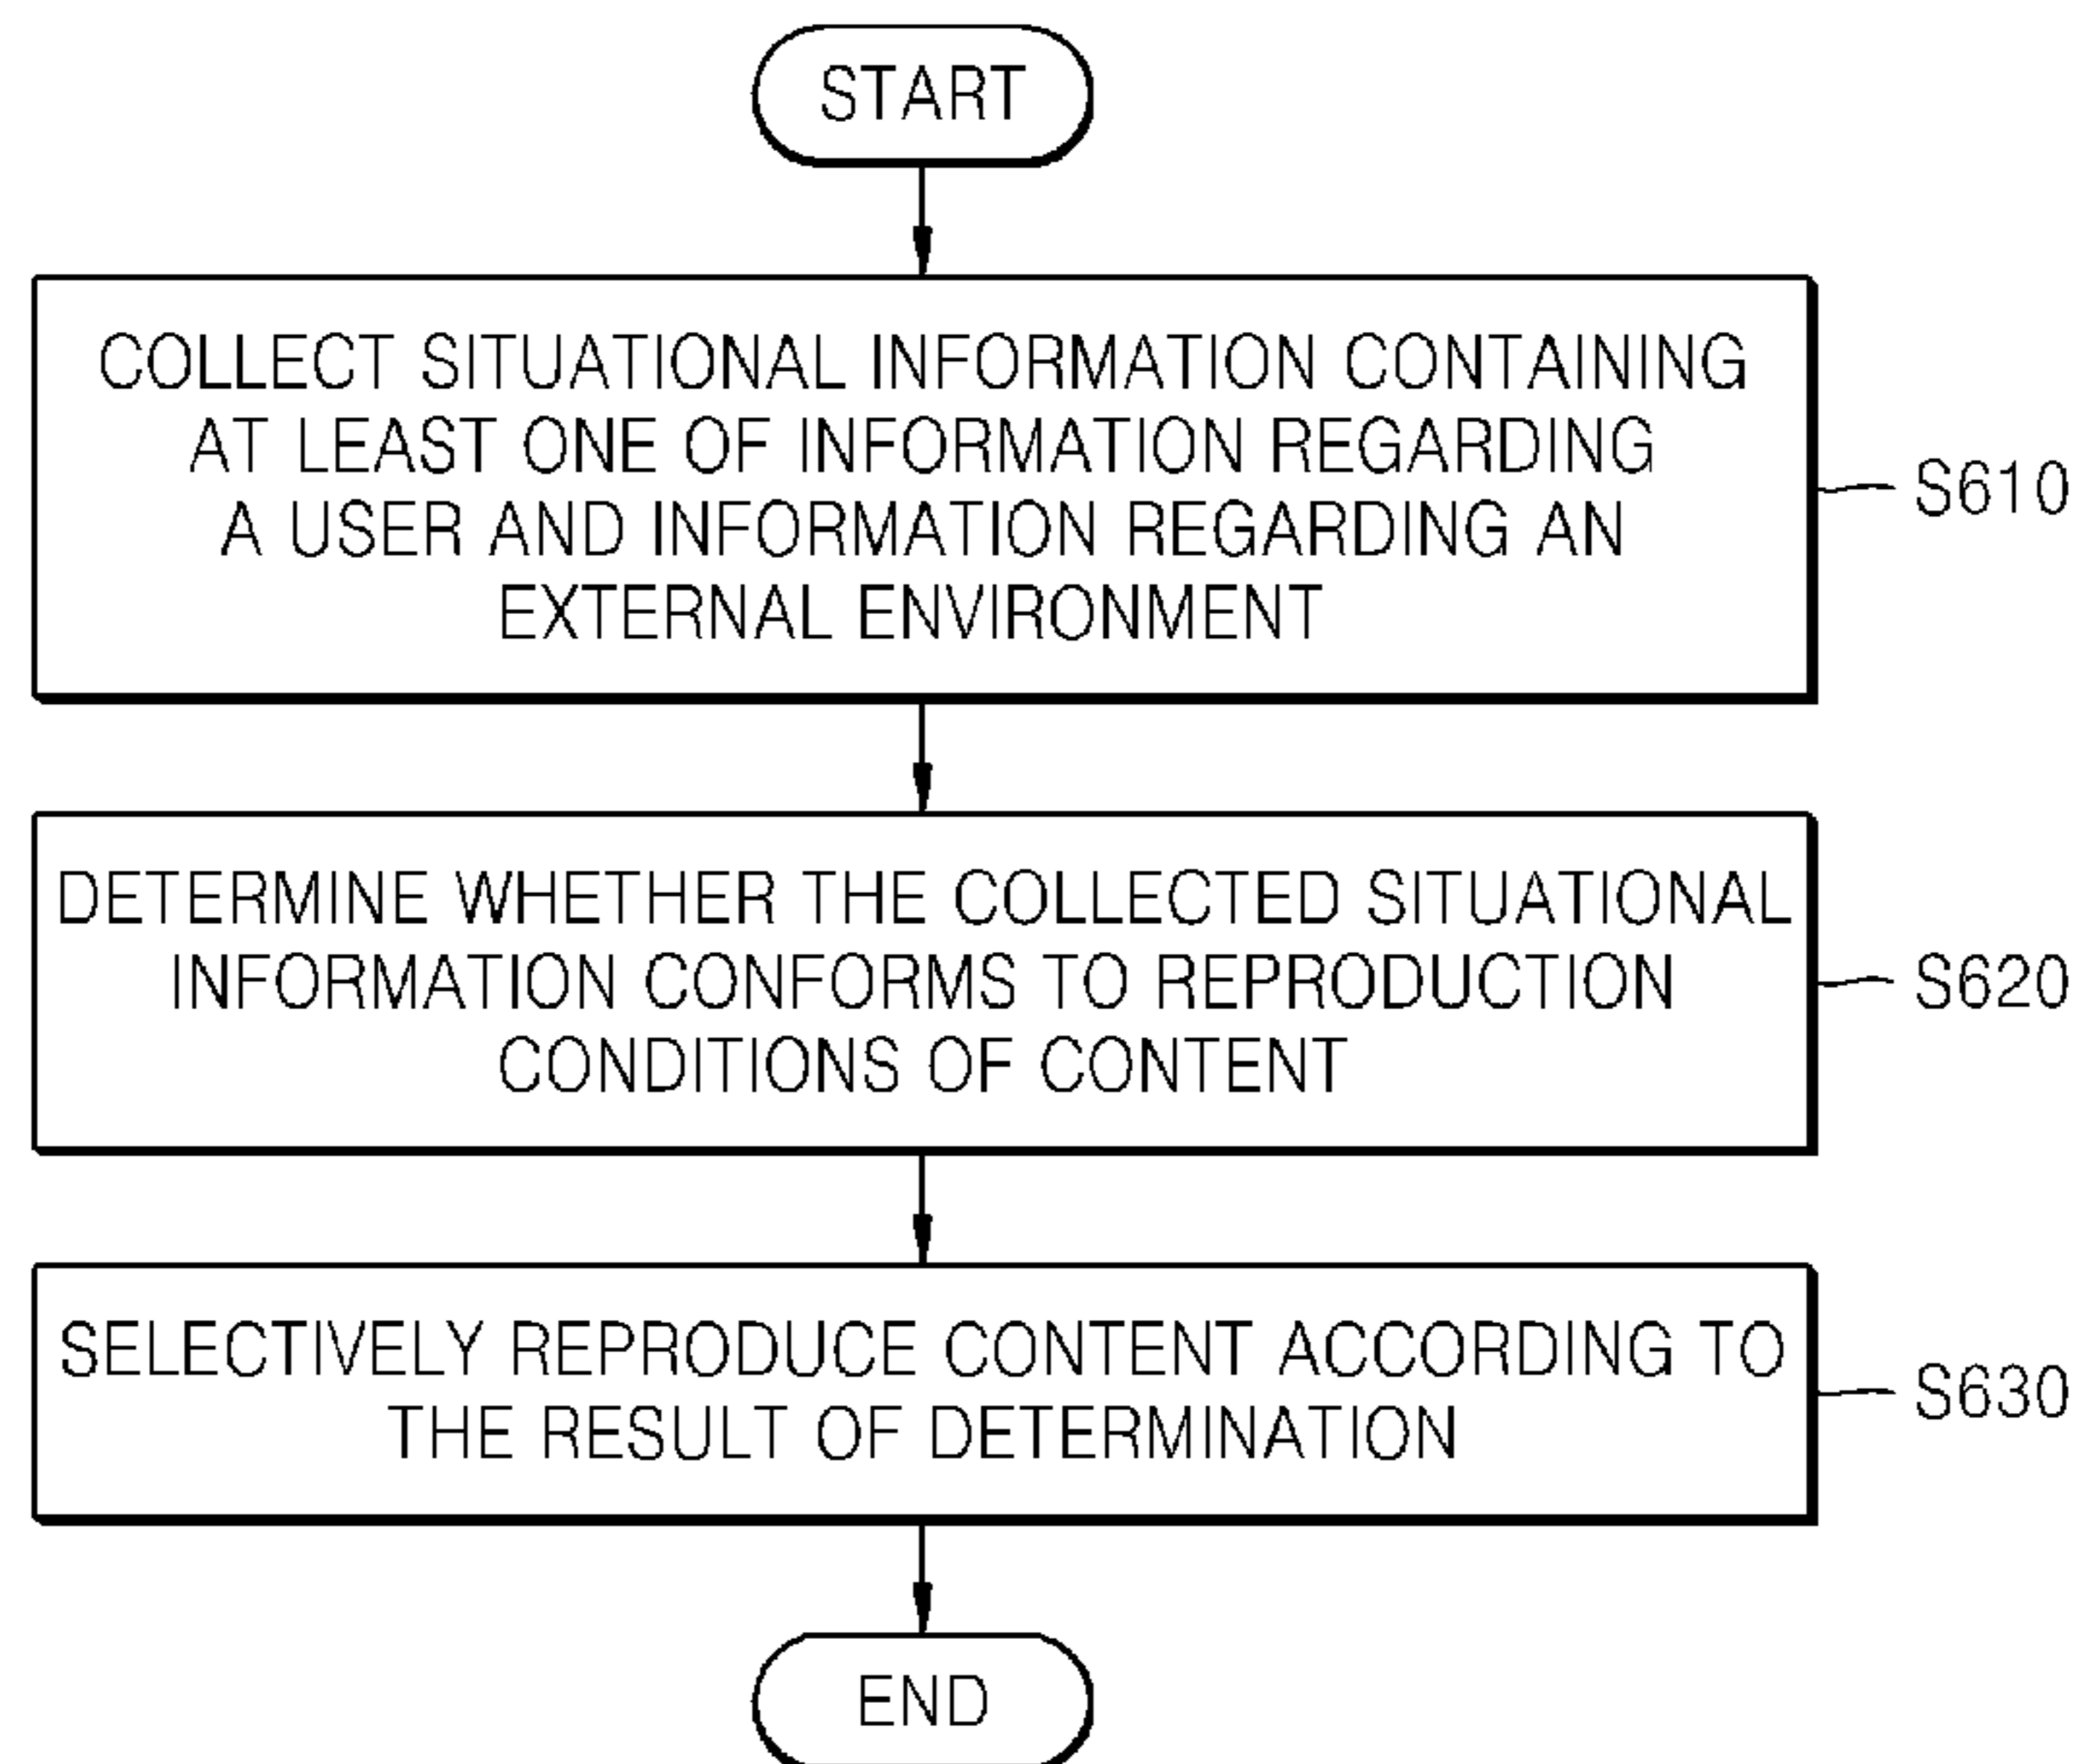 START
COLLECT SITUATIONAL INFORMATION CONTAINING
AT LEAST ONE OF INFORMATION REGARDING
A USER AND INFORMATION REGARDING AN
EXTERNAL ENVIRONMENT
S610
DETERMINE WHETHER THE COLLECTED SITUATIONAL
INFORMATION CONFORMS TO REPRODUCTION
CONDITIONS OF CONTENT
S620
SELECTIVELY REPRODUCE CONTENT ACCORDING TO
THE RESULT OF DETERMINATION
S630
END